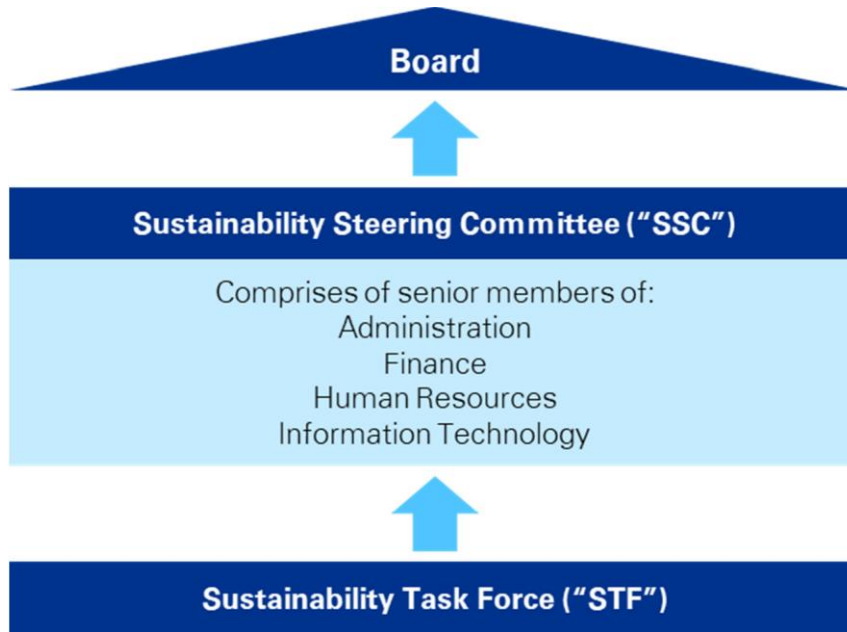 Board
Sustainability Steering Committee (“SSC”)
Comprises of senior members of:
Administration
Finance
Human Resources
Information Technology
Sustainability Task Force (“STF”)